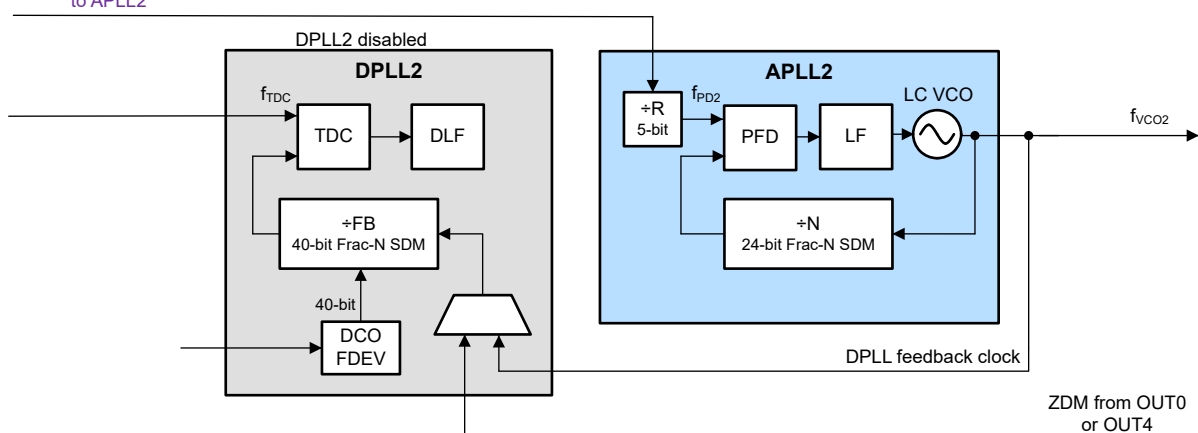 to APLL2
DPLL2 disabled
DPLL2
APLL2
fTDC
TDC
DLF
÷R
5-bit
fPD2
PFD
LF
LC VCO
fVCO2
÷FB
40-bit Frac-N SDM
÷N
24-bit Frac-N SDM
40-bit
DCO
FDEV
DPLL feedback clock
ZDM from OUT0
or OUT4